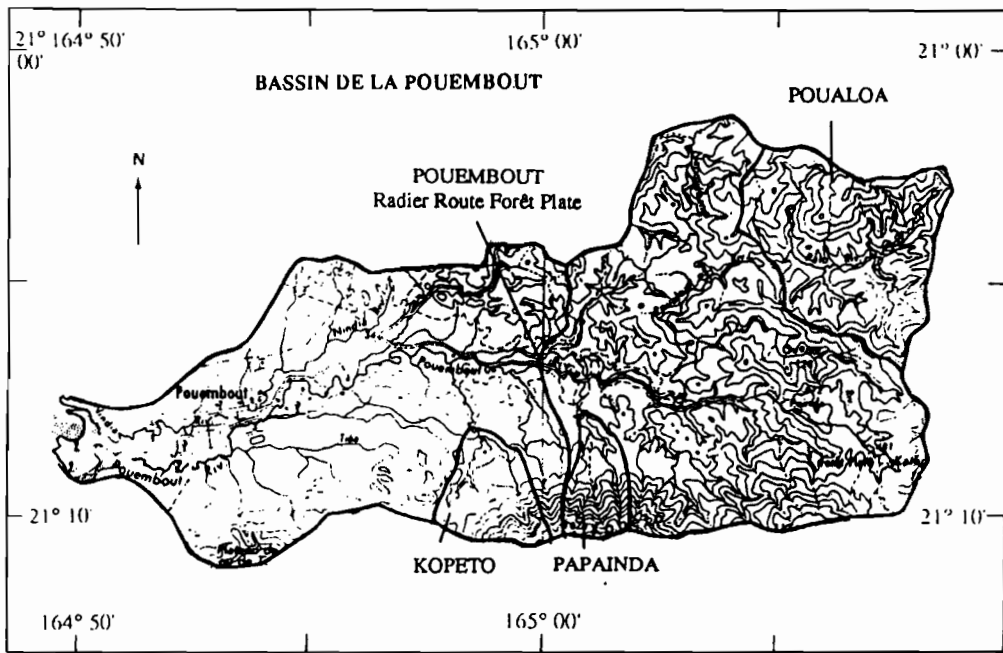 21° 164° 50'
00'
165° 00'
21° 00'
BASSIN DE LA POUEMBOUT
POUALOA
N
POUEMBOUT
Radier Route Forêt Plate
Pouembout
Pouembout
Pouembout
21° 10'
21° 10'
KOPETO
PAPAINDA
164° 50'
165° 00'